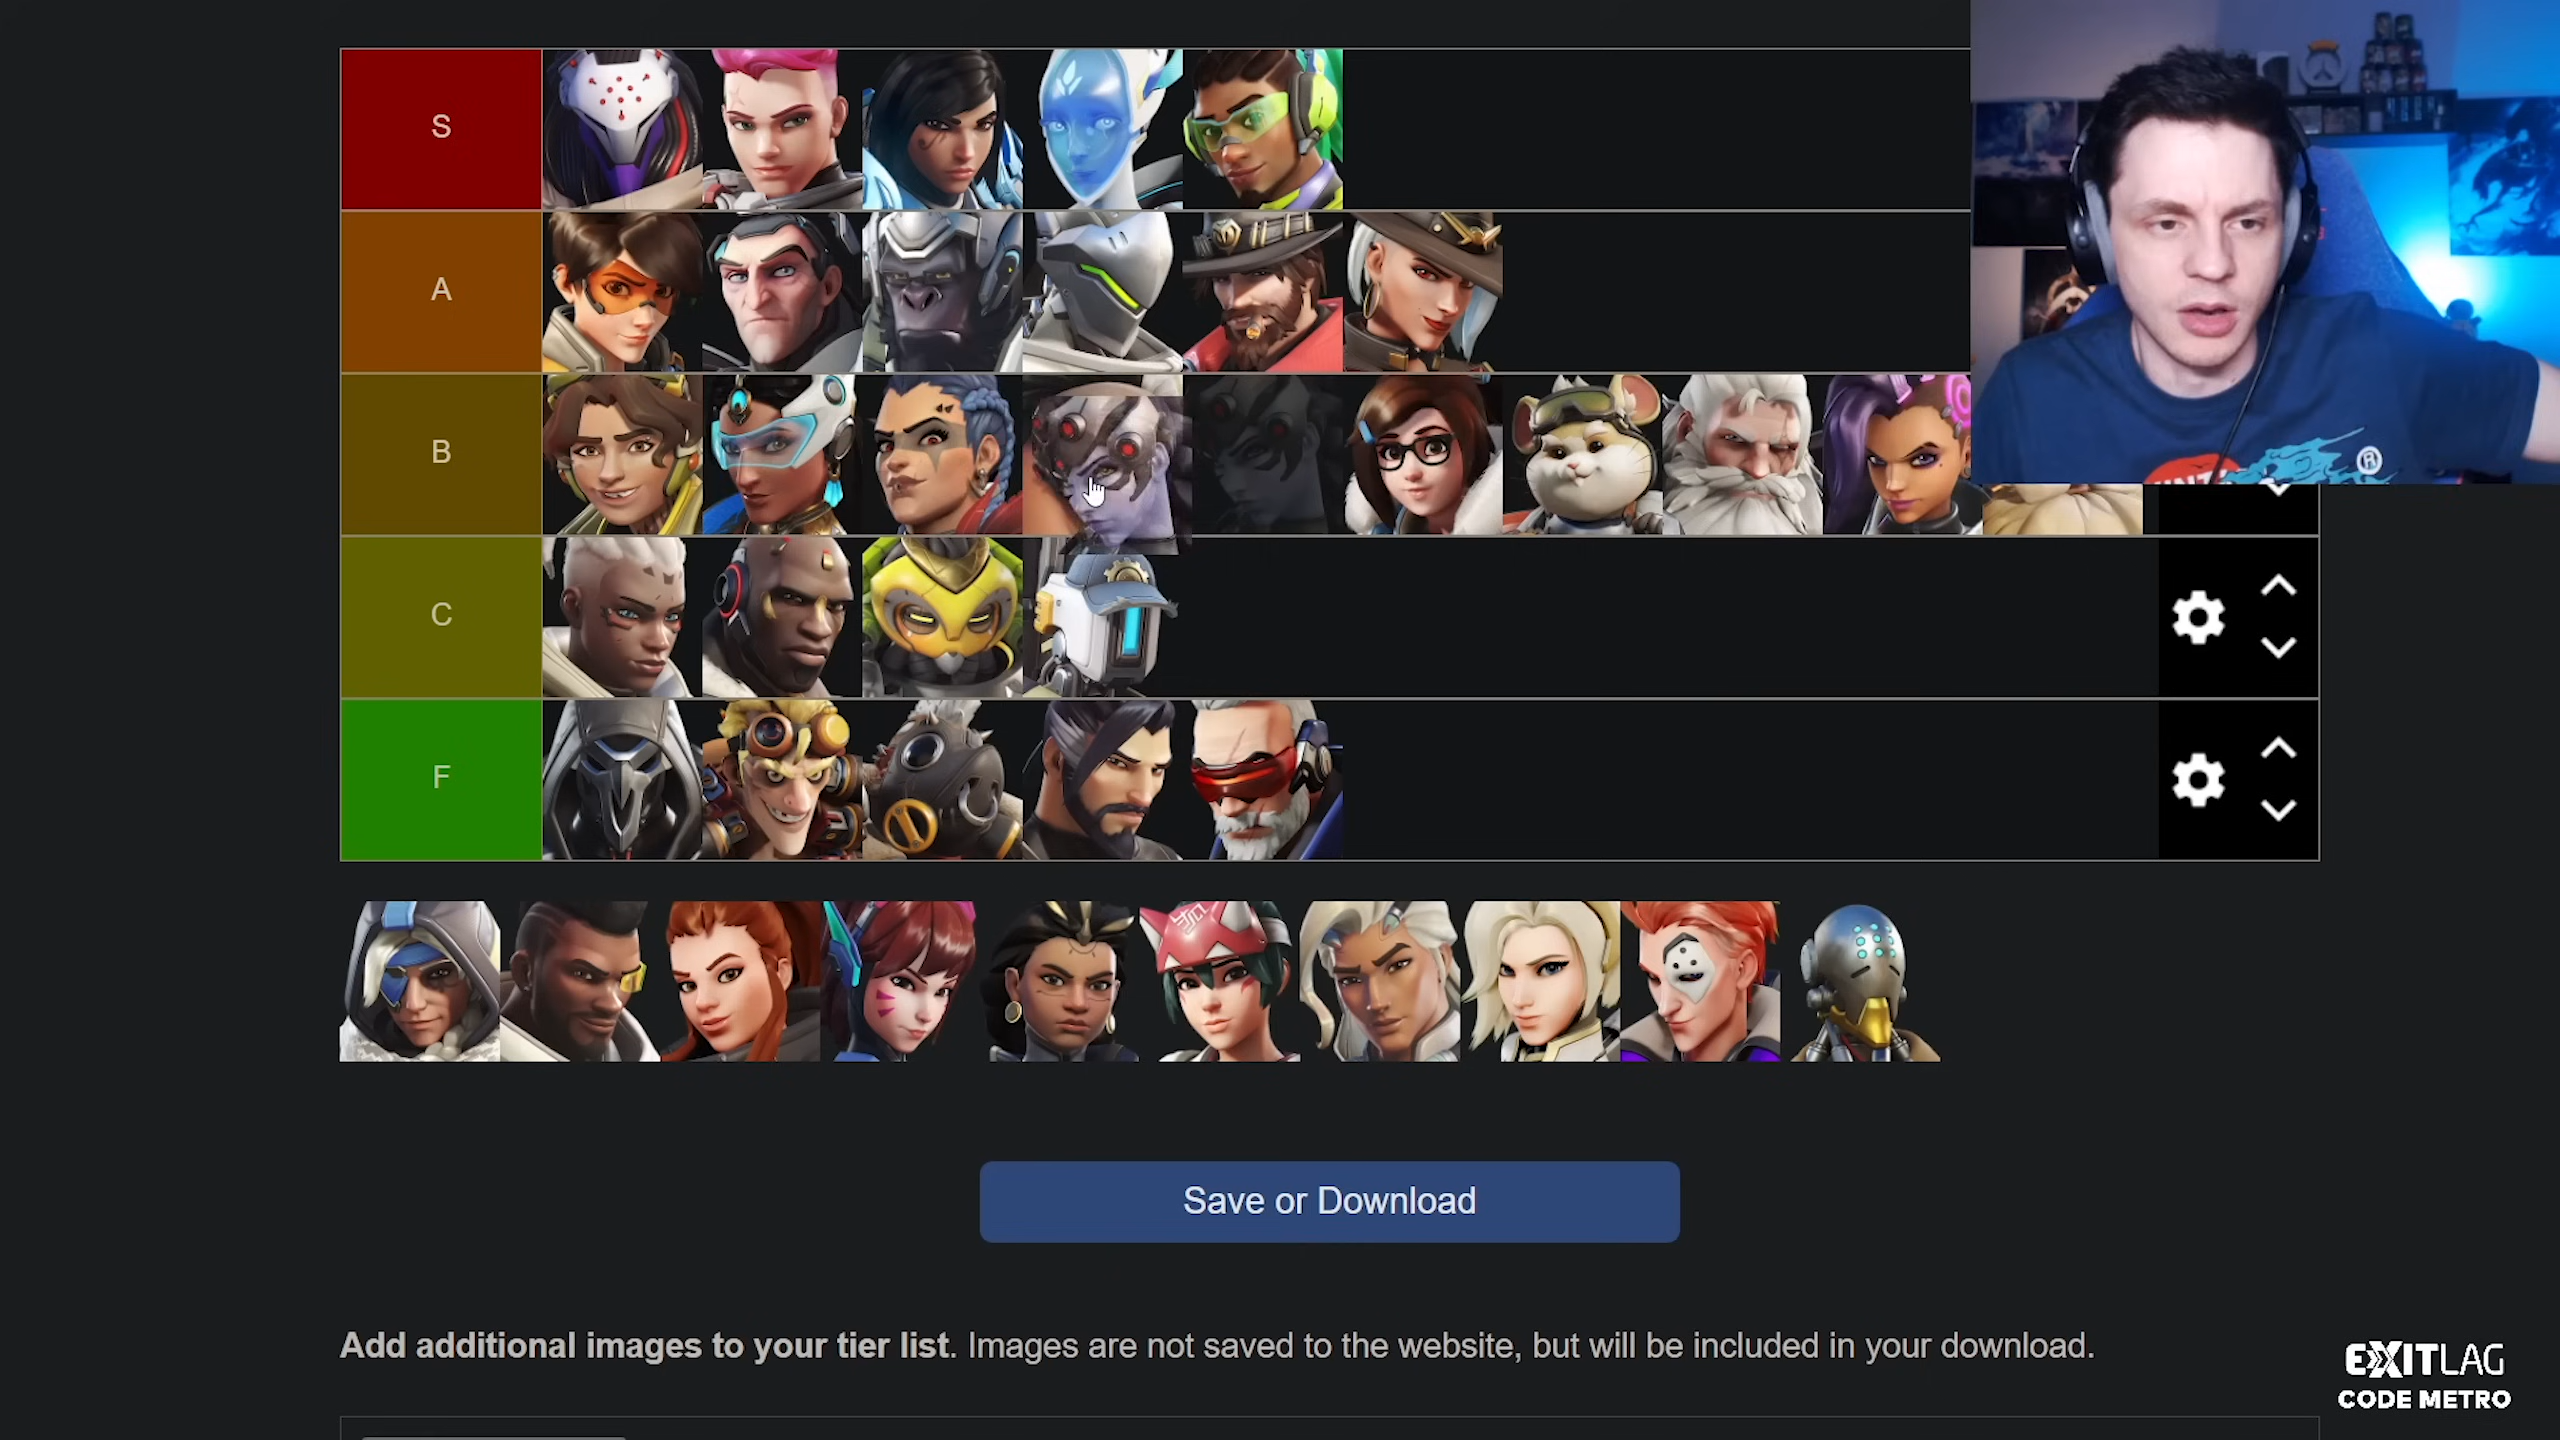 S
A
B
C
F
Save or Download
Add additional images to your tier list. Images are not saved to the website, but will be included in your download.
EXITLAG
CODE METRO
®